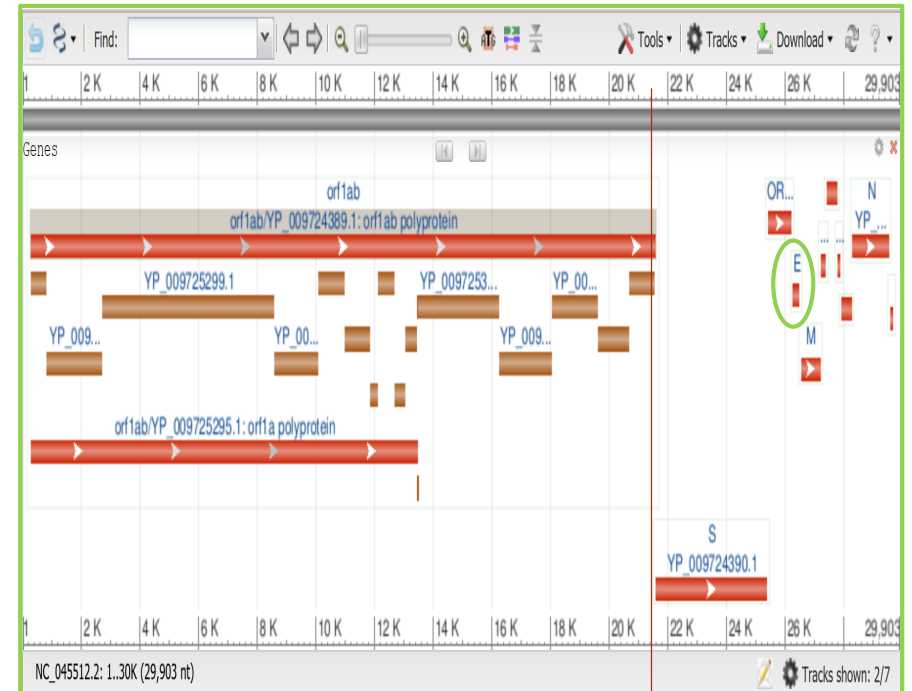 Find: ATG Tools Tracks Download ?
1 2 K 4 K 6 K 8 K 10 K 12 K 14 K 16 K 18 K 20 K 22 K 24 K 26 K 29,903
Genes
orf1ab OR... N
orf1ab/YP_009724389.1: orf1ab polyprotein YP_...
... ...
E
YP_009725299.1 YP_0097253... YP_00...
YP_009... YP_00... YP_009... M
orf1ab/YP_009725295.1: orf1a polyprotein
S
YP_009724390.1
1 2 K 4 K 6 K 8 K 10 K 12 K 14 K 16 K 18 K 20 K 22 K 24 K 26 K 29,903
NC_045512.2: 1..30K (29,903 nt) Tracks shown: 2/7